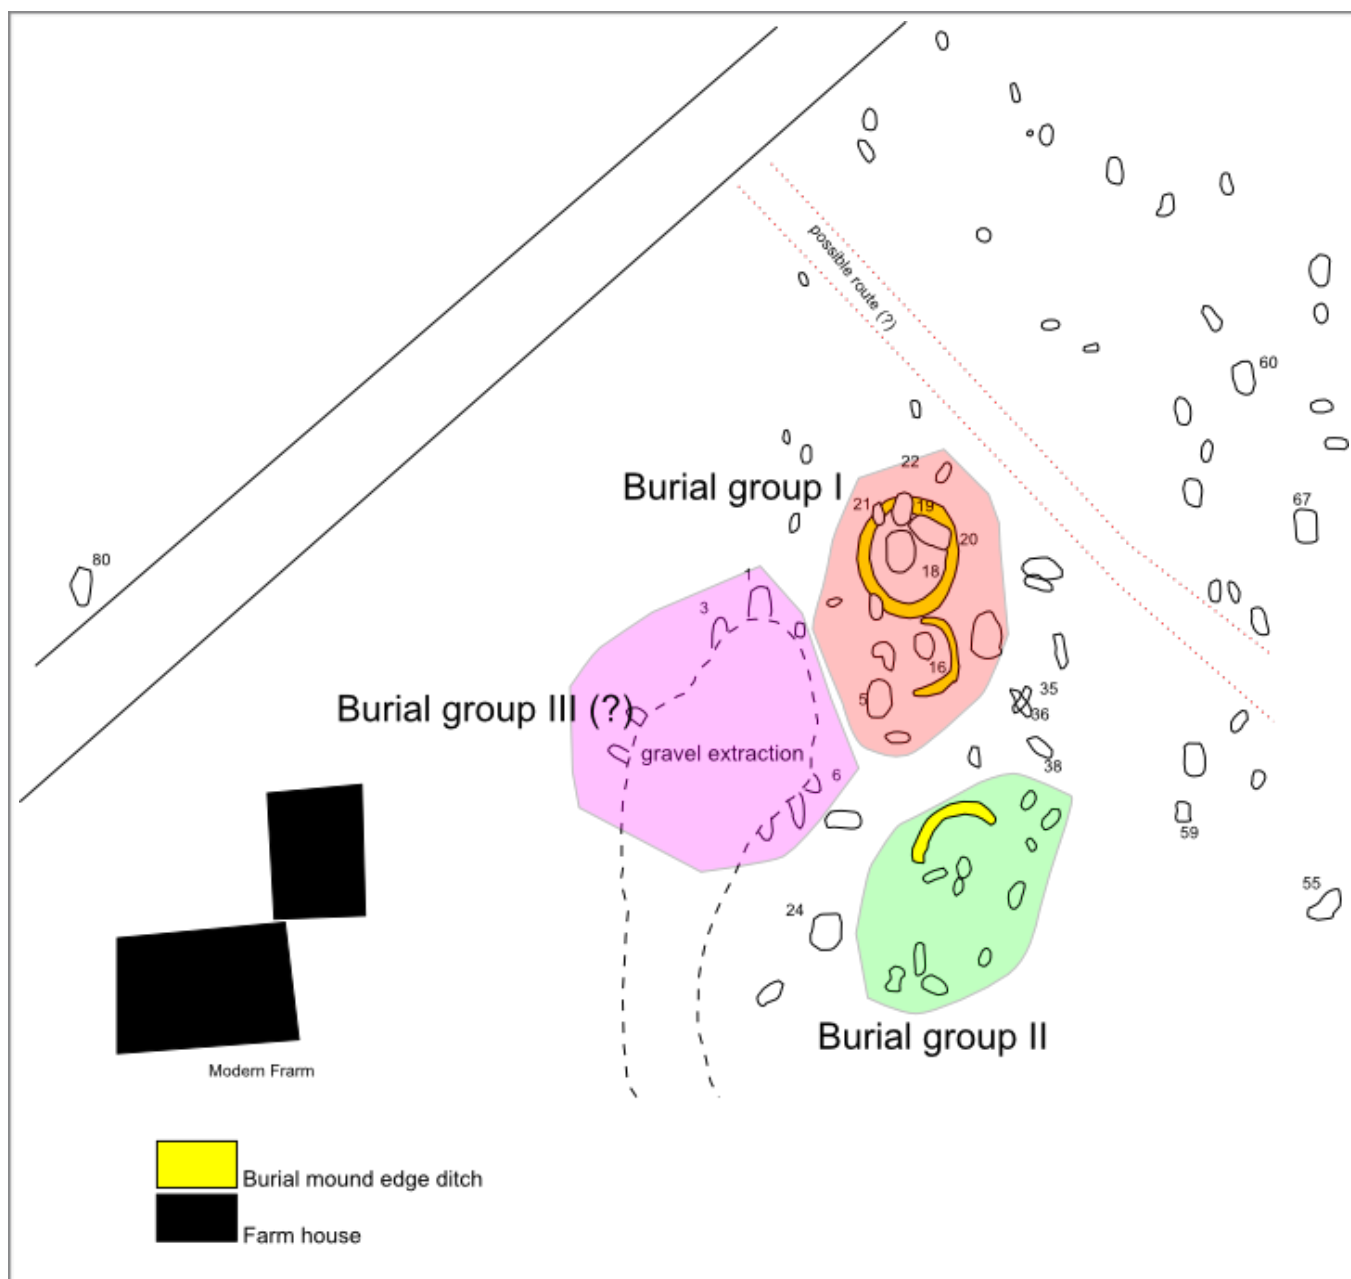 possible route (?)
60
22
Burial group I
67
21
19
20
80
18
1
3
16
35
5
Burial group III (?)
36
gravel extraction
38
6
59
55
24
Burial group II
Modern Frarm
Burial mound edge ditch
Farm house